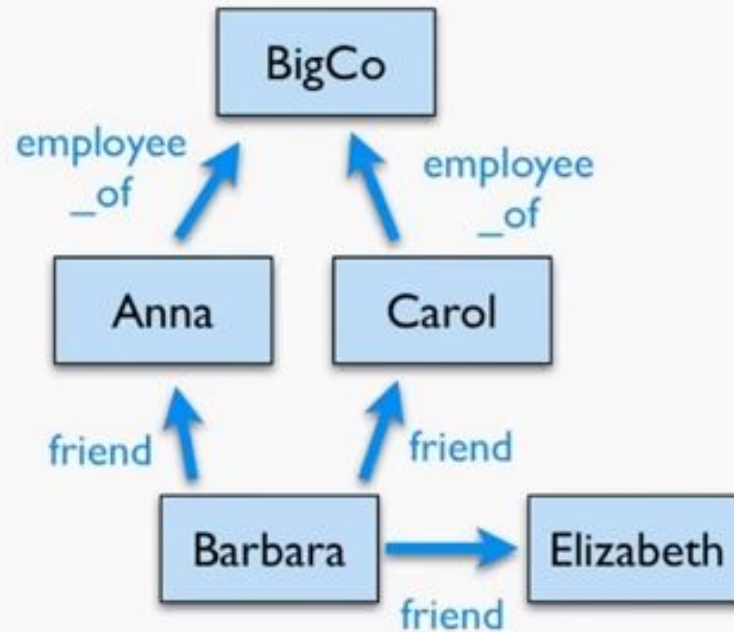 BigCo
employee
_of
employee
_of
Anna
Carol
friend
friend
Barbara
Elizabeth
friend